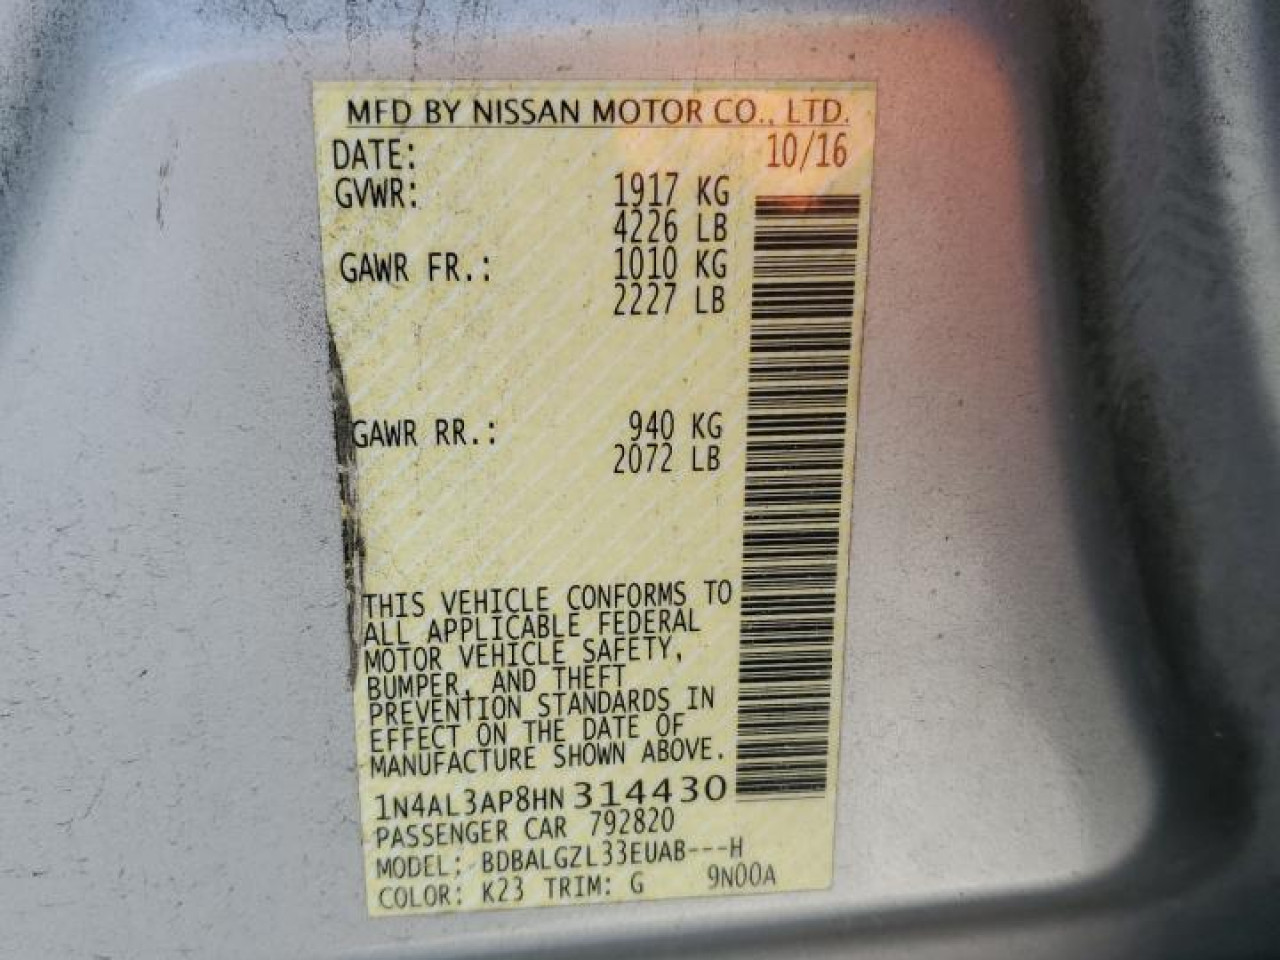 MFD BY NISSAN MOTOR CO., LTD.
DATE: 10/16
GVWR: 1917 KG
4226 LB
GAWR FR.: 1010 KG
2227 LB
GAWR RR.: 940 KG
2072 LB
THIS VEHICLE CONFORMS TO
ALL APPLICABLE FEDERAL
MOTOR VEHICLE SAFETY,
BUMPER, AND THEFT
PREVENTION STANDARDS IN
EFFECT ON THE DATE OF
MANUFACTURE SHOWN ABOVE.
1N4AL3AP8HN314430
PASSENGER CAR 792820
MODEL: BDBALGZL33EUAB---H
COLOR: K23 TRIM: G 9N00A